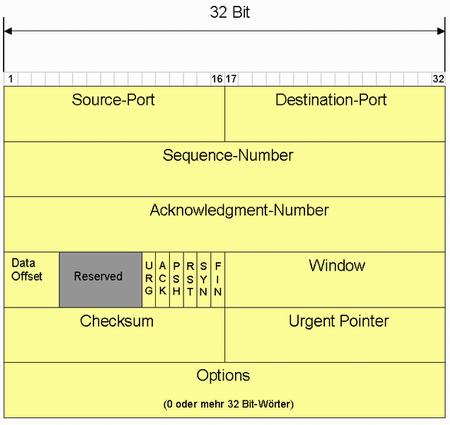 32 Bit
1 16 17 32
Source-Port Destination-Port
Sequence-Number
Acknowledgment-Number
Data Offset Reserved URG ACK PSH RST SYN FIN Window
Checksum Urgent Pointer
Options
(0 oder mehr 32 Bit-Wörter)